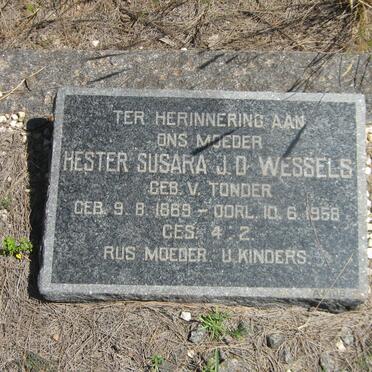 TER HERINNERING AAN
ONS MOEDER
HESTER SUSARA J.D. WESSELS
GEB. V. TONDER
GEB. 9. 8. 1869 – OORL. 10. 6. 1958
GES. 4 . 2.
RUS MOEDER. U. KINDERS.